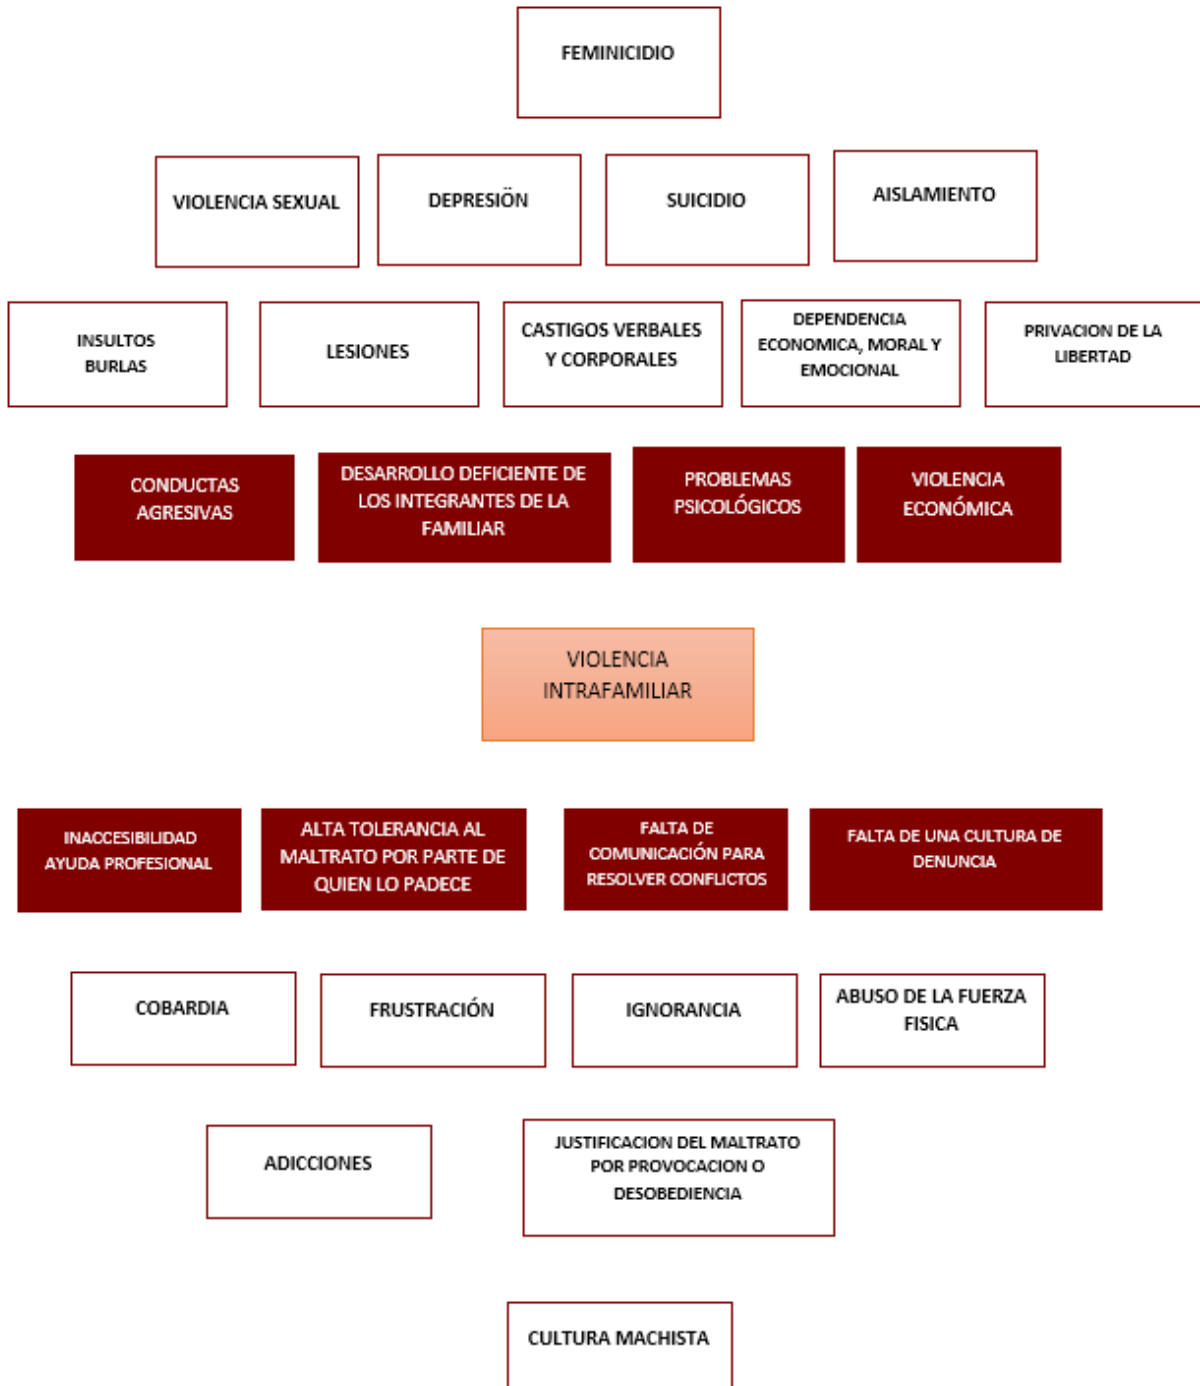 FEMINICIDIO
VIOLENCIA SEXUAL
DEPRESIÖN
SUICIDIO
AISLAMIENTO
INSULTOS
BURLAS
LESIONES
CASTIGOS VERBALES
Y CORPORALES
DEPENDENCIA
ECONOMICA, MORAL Y
EMOCIONAL
PRIVACION DE LA
LIBERTAD
CONDUCTAS
AGRESIVAS
DESARROLLO DEFICIENTE DE
LOS INTEGRANTES DE LA
FAMILIAR
PROBLEMAS
PSICOLÓGICOS
VIOLENCIA
ECONÓMICA
VIOLENCIA
INTRAFAMILIAR
INACCESIBILIDAD
AYUDA PROFESIONAL
ALTA TOLERANCIA AL
MALTRATO POR PARTE DE
QUIEN LO PADECE
FALTA DE
COMUNICACIÓN PARA
RESOLVER CONFLICTOS
FALTA DE UNA CULTURA DE
DENUNCIA
COBARDIA
FRUSTRACIÓN
IGNORANCIA
ABUSO DE LA FUERZA
FISICA
ADICCIONES
JUSTIFICACION DEL MALTRATO
POR PROVOCACION O
DESOBEDIENCIA
CULTURA MACHISTA